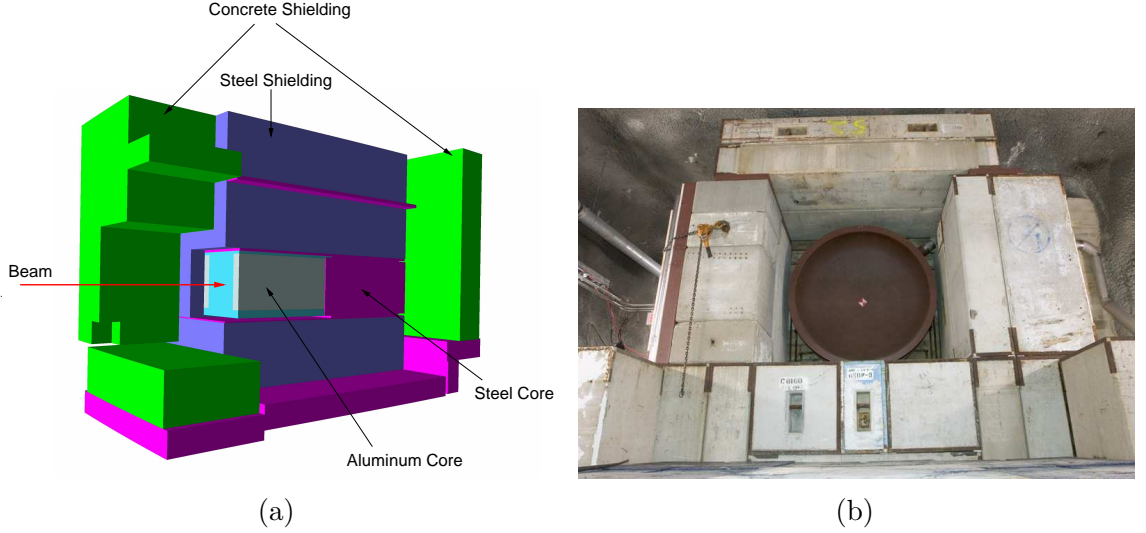 Concrete Shielding
Steel Shielding
Beam
Steel Core
Aluminum Core
(a)
(b)